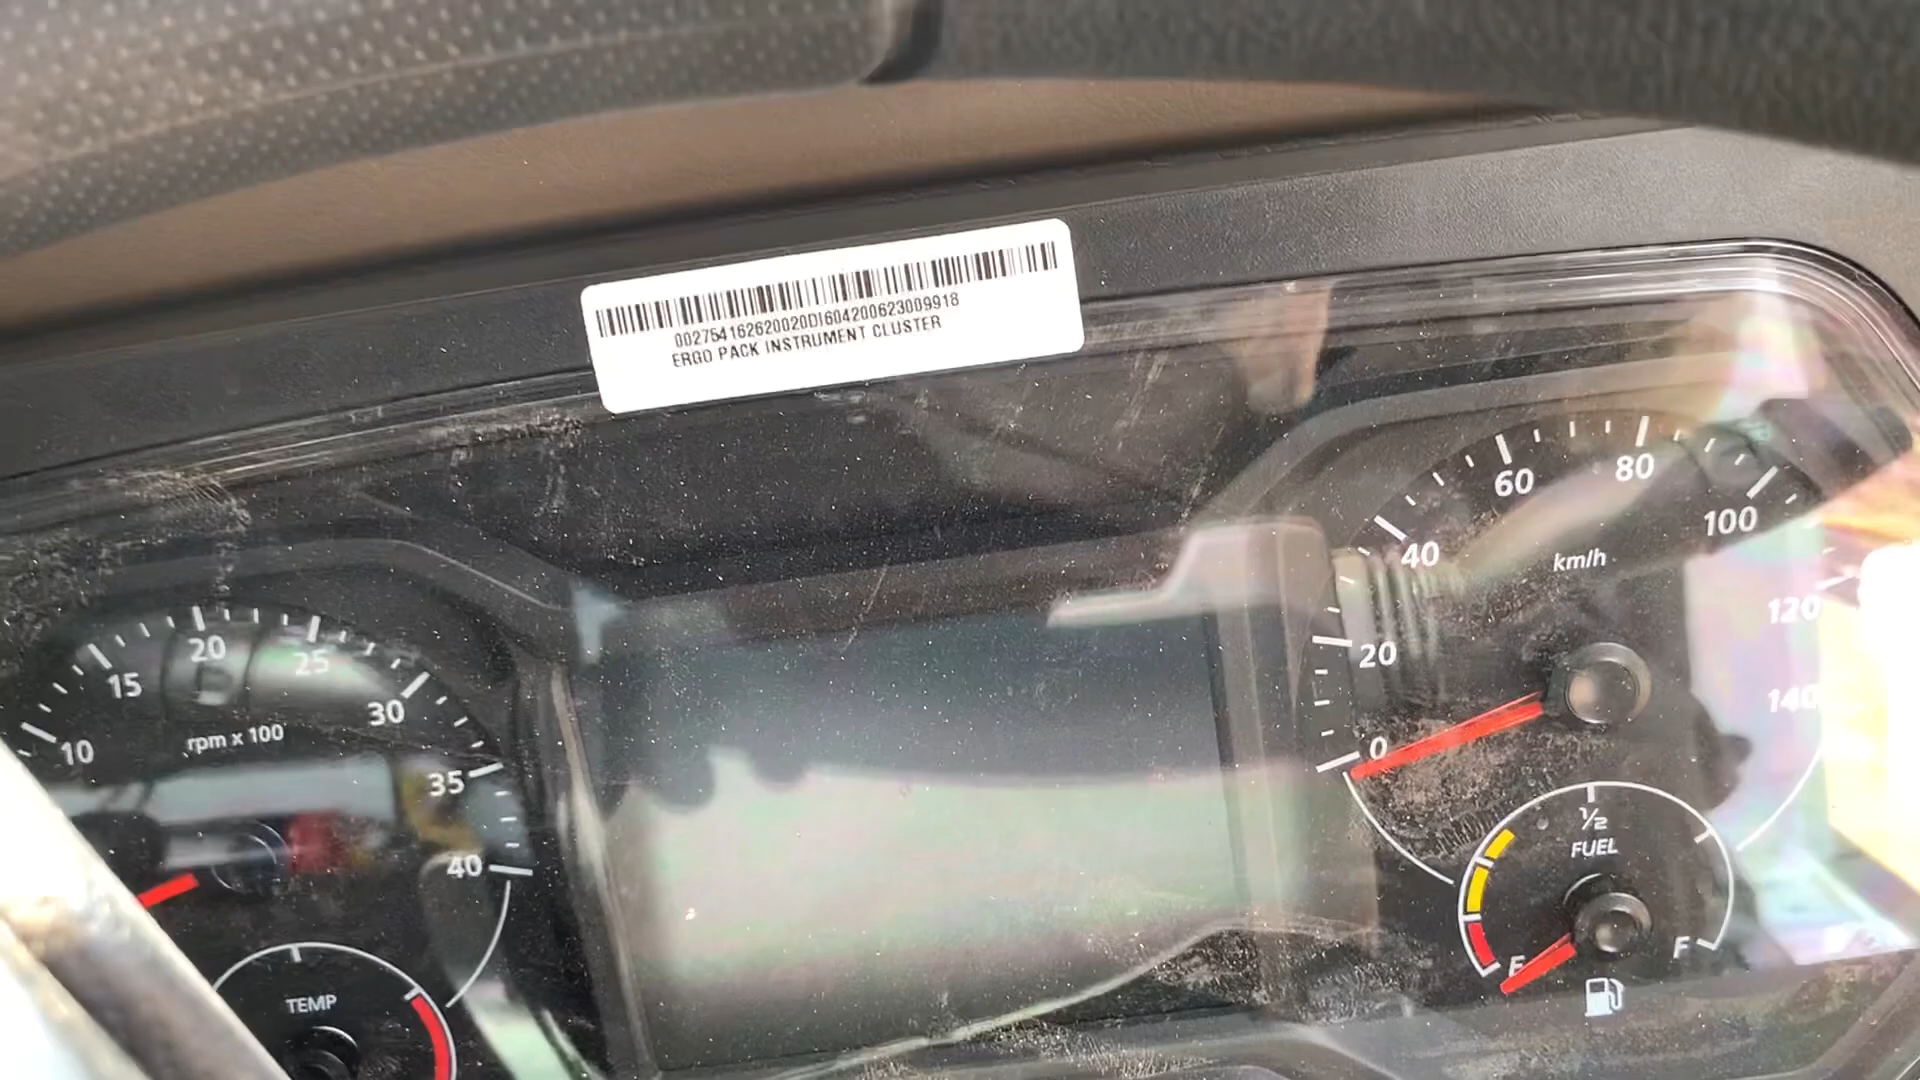 002754162620020DI604200623009918
ERGO PACK INSTRUMENT CLUSTER
10
15
20
25
30
35
40
rpm x 100
TEMP
0
20
40
60
80
100
120
140
km/h
1/2
FUEL
E
F